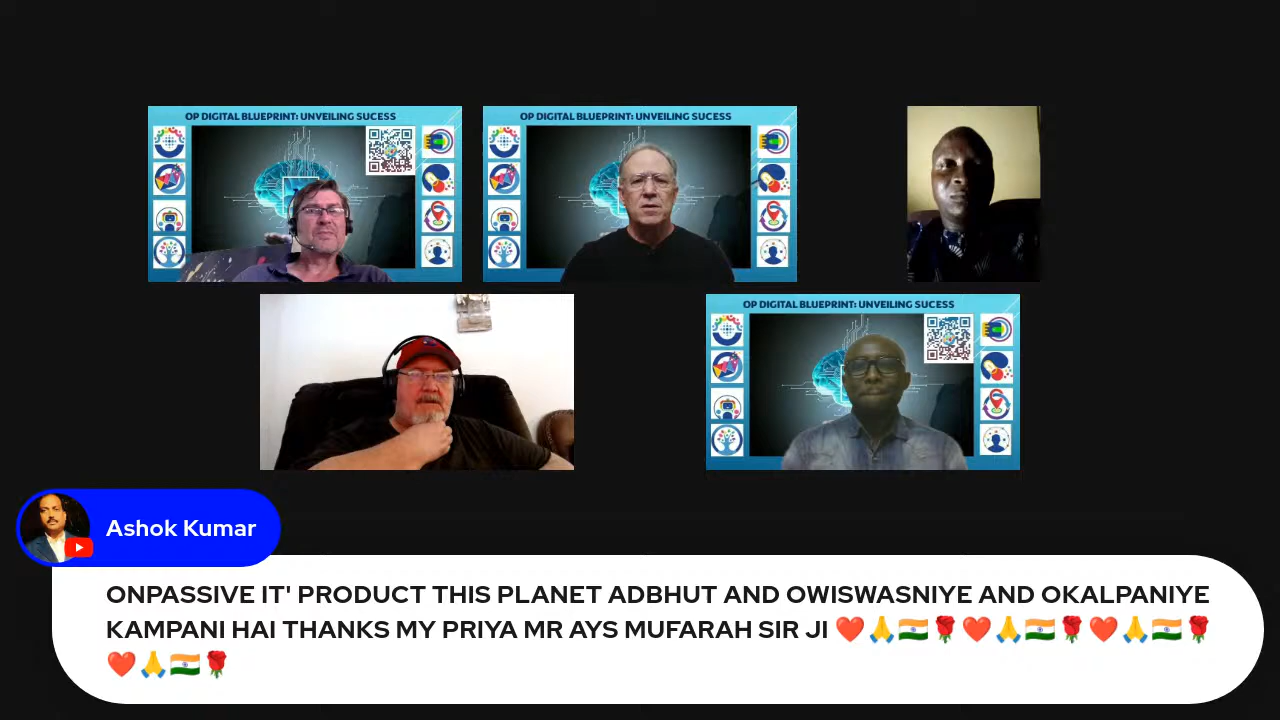 OP DIGITAL BLUEPRINT: UNVEILING SUCESS
OP DIGITAL BLUEPRINT: UNVEILING SUCESS
OP DIGITAL BLUEPRINT: UNVEILING SUCESS
Ashok Kumar
ONPASSIVE IT' PRODUCT THIS PLANET ADBHUT AND OWISWASNIYE AND OKALPANIYE
KAMPANI HAI THANKS MY PRIYA MR AYS MUFARAH SIR JI ❤️🙏🇮🇳🌹❤️🙏🇮🇳🌹❤️🙏🇮🇳🌹
❤️🙏🇮🇳🌹